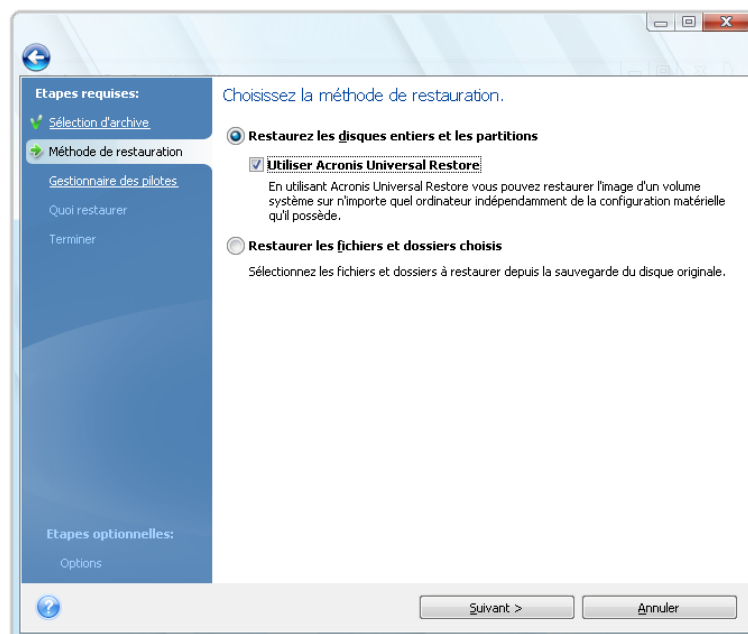 Etapes requises:
Sélection d'archive
Méthode de restauration
Gestionnaire des pilotes
Quoi restaurer
Terminer
Etapes optionnelles:
Options
Choisissez la méthode de restauration.
Restaurez les disques entiers et les partitions
Utiliser Acronis Universal Restore
En utilisant Acronis Universal Restore vous pouvez restaurer l'image d'un volume
système sur n'importe quel ordinateur indépendamment de la configuration matérielle
qu'il possède.
Restaurer les fichiers et dossiers choisis
Sélectionnez les fichiers et dossiers à restaurer depuis la sauvegarde du disque originale.
Suivant >
Annuler